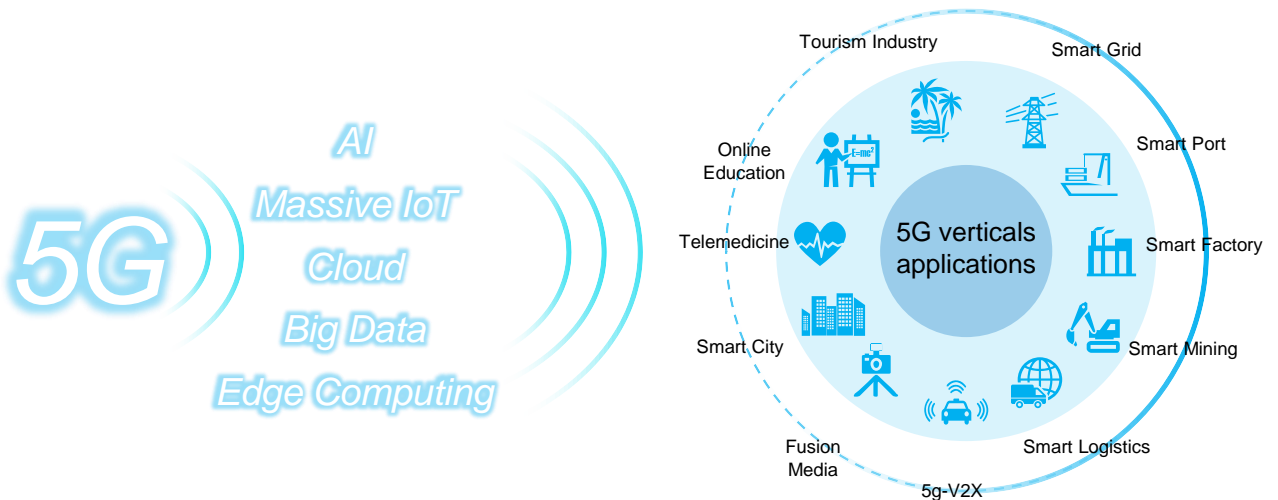 5G
AI
Massive IoT
Cloud
Big Data
Edge Computing
Tourism Industry
Smart Grid
Online
Education
E=mc²
Smart Port
Telemedicine
5G verticals
applications
Smart Factory
Smart City
Smart Mining
Fusion
Media
Smart Logistics
5g-V2X